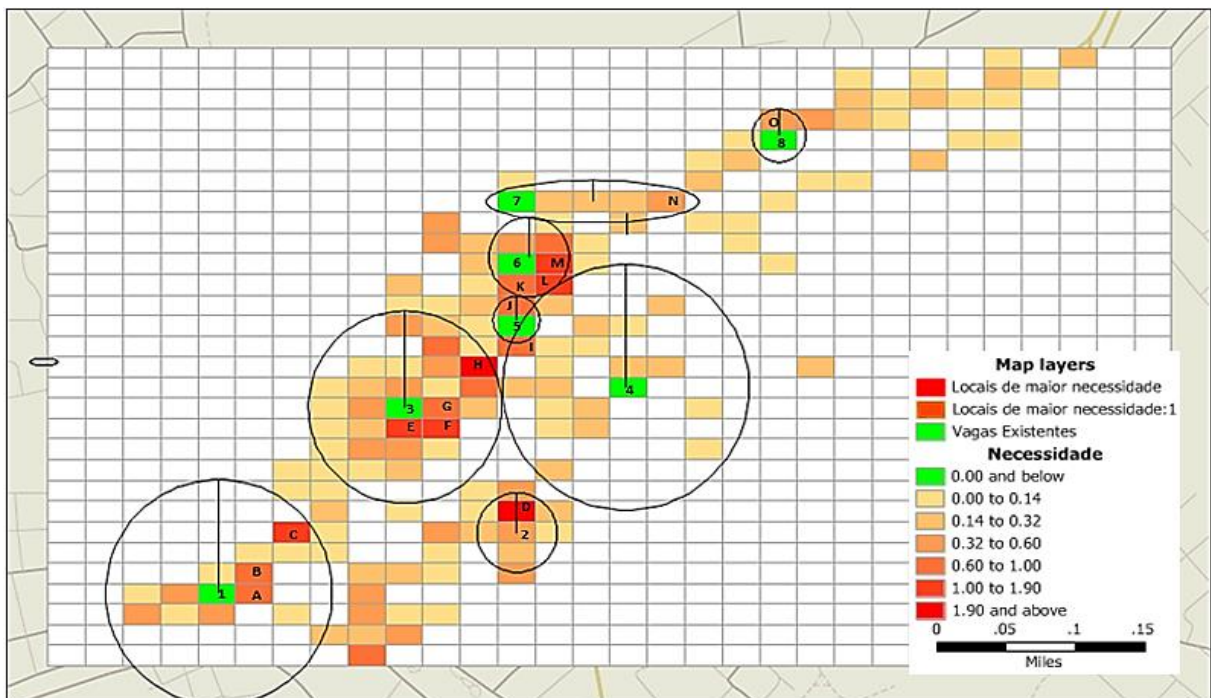 O
8
7
N
6
M
K
L
J
5
I
H
4
3
G
E
F
D
2
C
B
1
A
Map layers
Locais de maior necessidade
Locais de maior necessidade:1
Vagas Existentes
Necessidade
0.00 and below
0.00 to 0.14
0.14 to 0.32
0.32 to 0.60
0.60 to 1.00
1.00 to 1.90
1.90 and above
0 .05 .1 .15
Miles